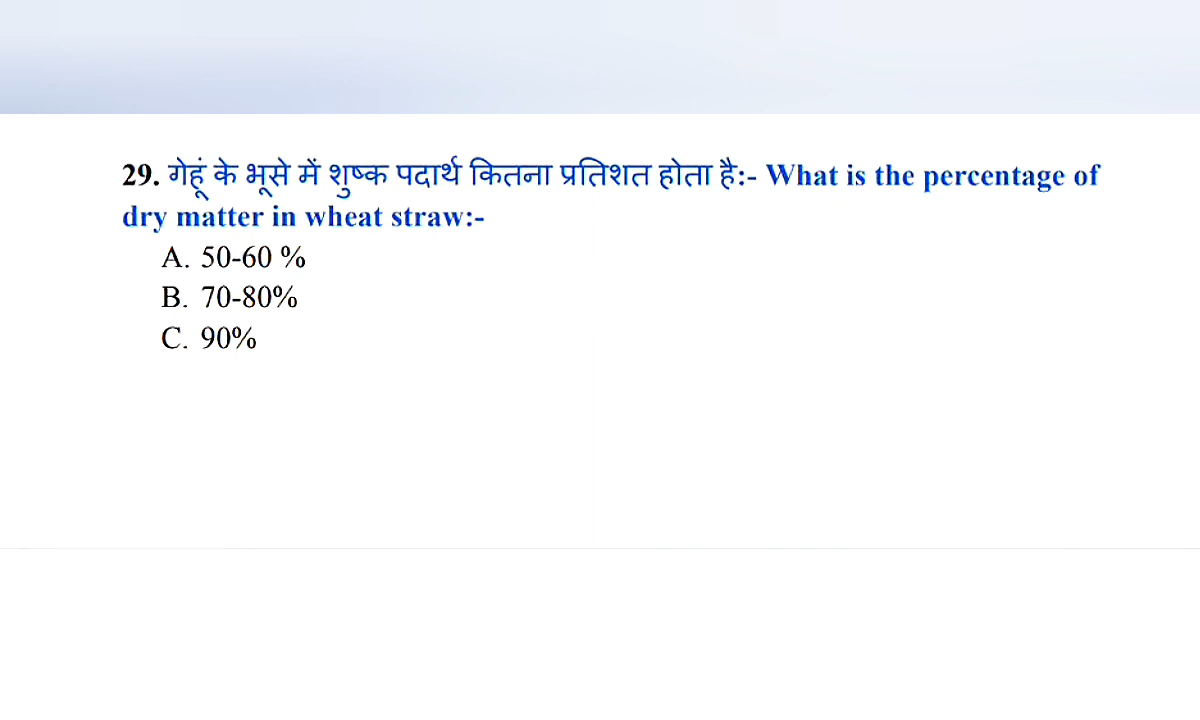 29. गेहूं के भूसे में शुष्क पदार्थ कितना प्रतिशत होता है:- What is the percentage of
dry matter in wheat straw:-
A. 50-60 %
B. 70-80%
C. 90%